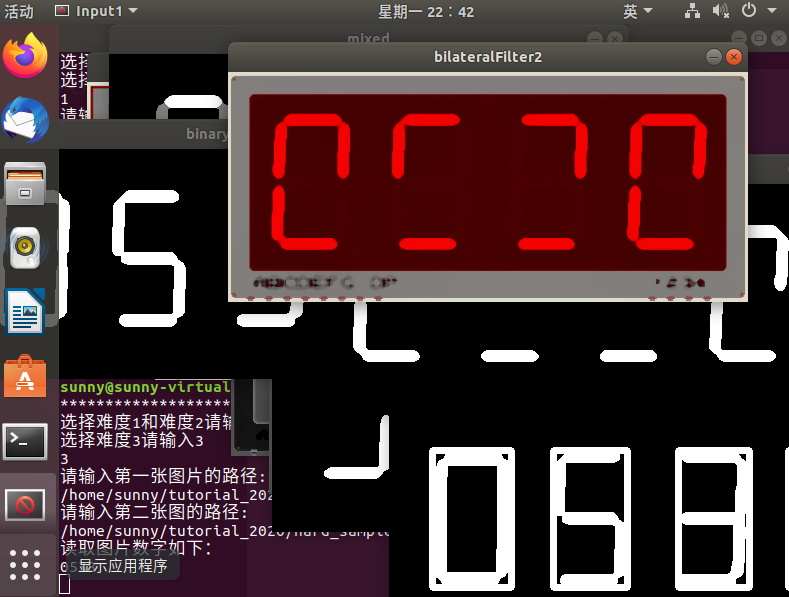 活动
Input1
星期一 22：42
英
mixed
bilateralFilter2
选择
选择
1
请输
binary
sunny@sunny-virtual
选择难度1和难度2请输
选择难度3请输入3
3
请输入第一张图片的路径:
/home/sunny/tutorial_202
请输入第二张图的路径:
/home/sunny/tutorial_2020/hard_sample
读取图片数字如下:
显示应用程序
053